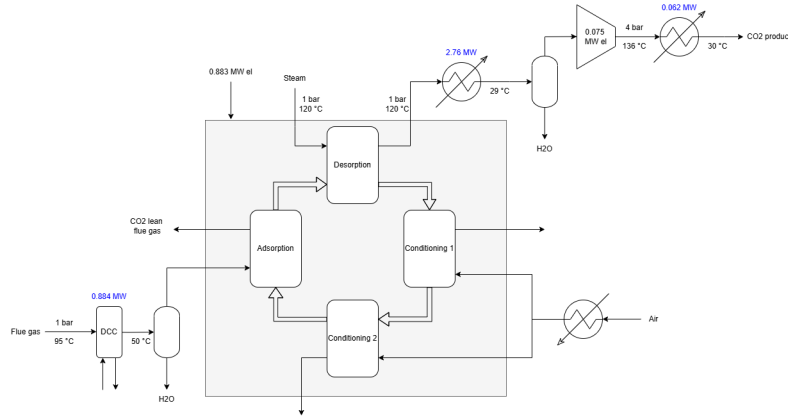 0.062 MW
0.075
MW el
4 bar
136 °C
30 °C
CO2 produc
2.76 MW
29 °C
H2O
0.883 MW el
Steam
1 bar
120 °C
1 bar
120 °C
Desorption
CO2 lean
flue gas
Adsorption
Conditioning 1
0.884 MW
Flue gas
1 bar
95 °C
DCC
50 °C
H2O
Conditioning 2
Air